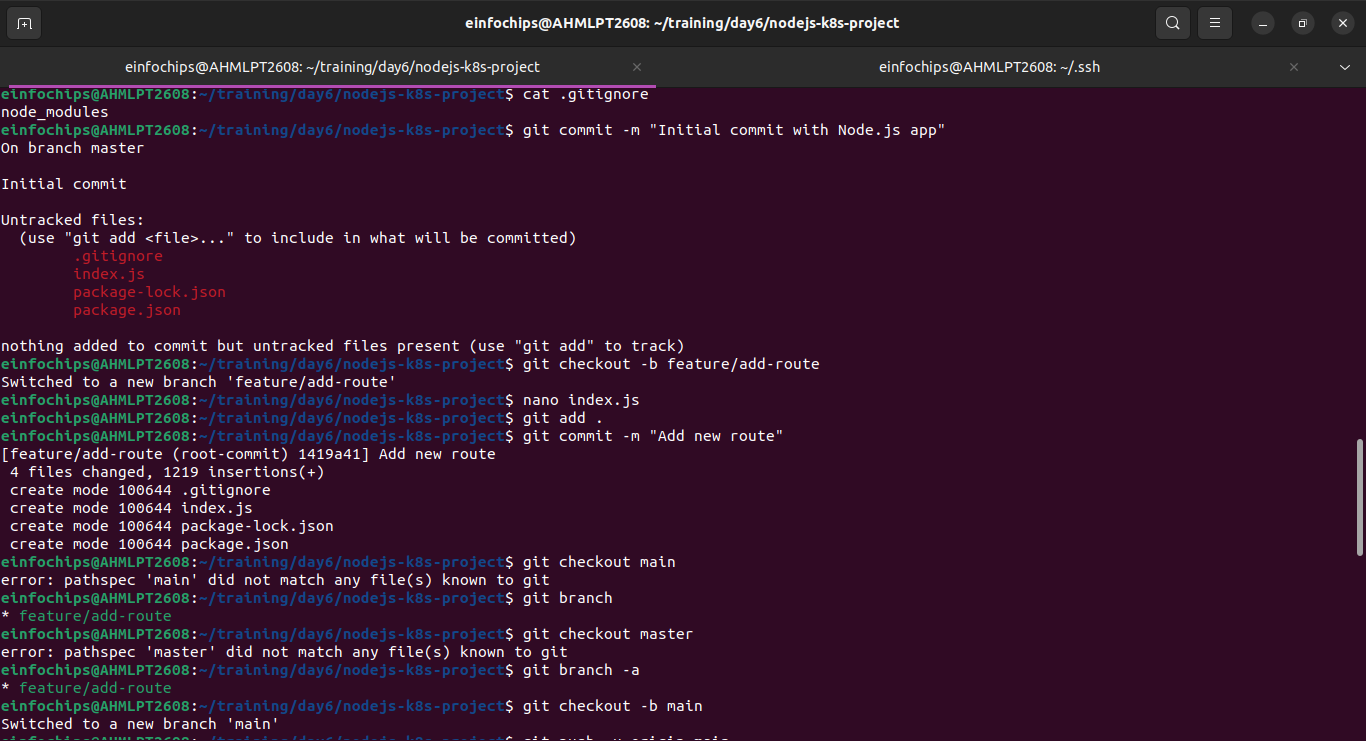 einfochips@AHMLPT2608: ~/training/day6/nodejs-k8s-project
einfochips@AHMLPT2608: ~/training/day6/nodejs-k8s-project
einfochips@AHMLPT2608: ~/.ssh
einfochips@AHMLPT2608:~/training/day6/nodejs-k8s-project$ cat .gitignore
node_modules
einfochips@AHMLPT2608:~/training/day6/nodejs-k8s-project$ git commit -m "Initial commit with Node.js app"
On branch master
Initial commit
Untracked files:
  (use "git add <file>..." to include in what will be committed)
        .gitignore
        index.js
        package-lock.json
        package.json
nothing added to commit but untracked files present (use "git add" to track)
einfochips@AHMLPT2608:~/training/day6/nodejs-k8s-project$ git checkout -b feature/add-route
Switched to a new branch 'feature/add-route'
einfochips@AHMLPT2608:~/training/day6/nodejs-k8s-project$ nano index.js
einfochips@AHMLPT2608:~/training/day6/nodejs-k8s-project$ git add .
einfochips@AHMLPT2608:~/training/day6/nodejs-k8s-project$ git commit -m "Add new route"
[feature/add-route (root-commit) 1419a41] Add new route
 4 files changed, 1219 insertions(+)
 create mode 100644 .gitignore
 create mode 100644 index.js
 create mode 100644 package-lock.json
 create mode 100644 package.json
einfochips@AHMLPT2608:~/training/day6/nodejs-k8s-project$ git checkout main
error: pathspec 'main' did not match any file(s) known to git
einfochips@AHMLPT2608:~/training/day6/nodejs-k8s-project$ git branch
* feature/add-route
einfochips@AHMLPT2608:~/training/day6/nodejs-k8s-project$ git checkout master
error: pathspec 'master' did not match any file(s) known to git
einfochips@AHMLPT2608:~/training/day6/nodejs-k8s-project$ git branch -a
* feature/add-route
einfochips@AHMLPT2608:~/training/day6/nodejs-k8s-project$ git checkout -b main
Switched to a new branch 'main'